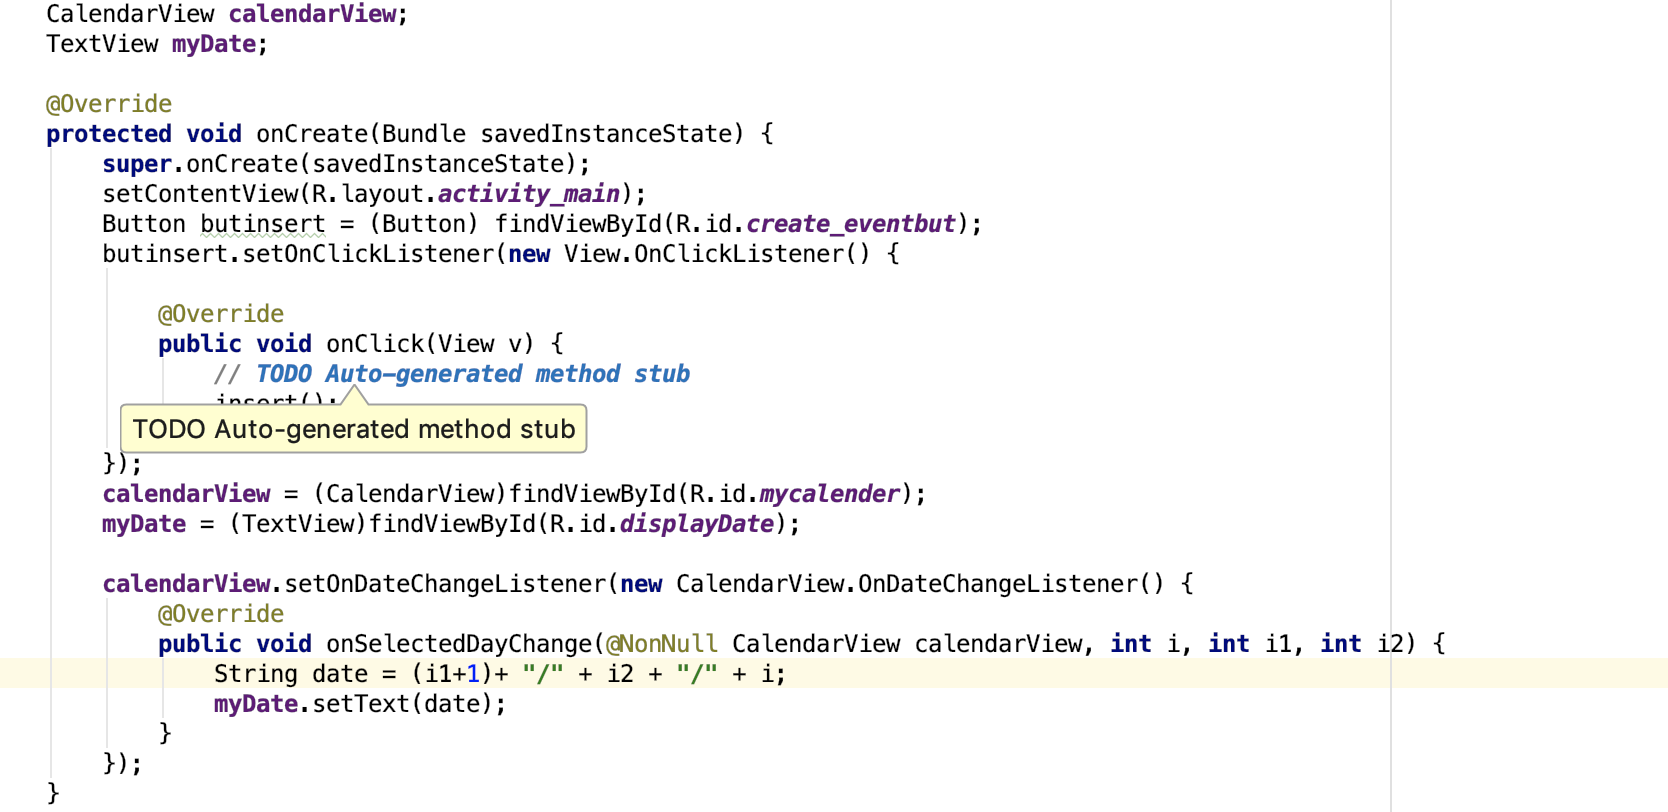 CalendarView calendarView;
TextView myDate;
@Override
protected void onCreate(Bundle savedInstanceState) {
super.onCreate(savedInstanceState);
setContentView(R.layout.activity_main);
Button butinsert = (Button) findViewById(R.id.create_eventbut);
butinsert.setOnClickListener(new View.OnClickListener() {
@Override
public void onClick(View v) {
// TODO Auto-generated method stub
insert();
TODO Auto-generated method stub
});
calendarView = (CalendarView)findViewById(R.id.mycalender);
myDate = (TextView)findViewById(R.id.displayDate);
calendarView.setOnDateChangeListener(new CalendarView.OnDateChangeListener() {
@Override
public void onSelectedDayChange(@NonNull CalendarView calendarView, int i, int i1, int i2) {
String date = (i1+1)+ "/" + i2 + "/" + i;
myDate.setText(date);
}
});
}